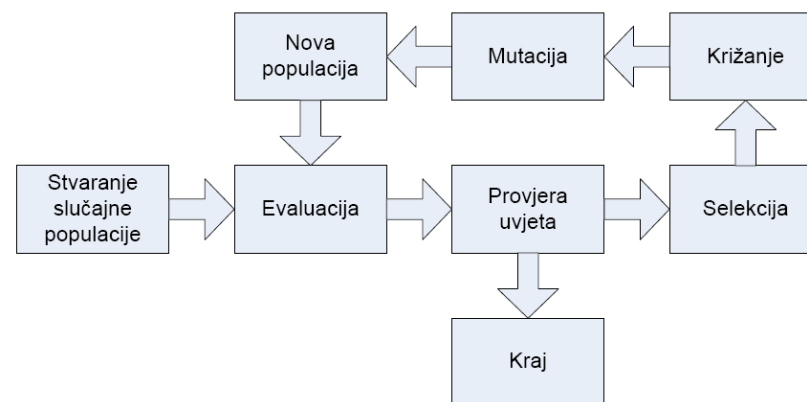 Nova
populacija
Mutacija
Križanje
Stvaranje
slučajne
populacije
Evaluacija
Provjera
uvjeta
Selekcija
Kraj